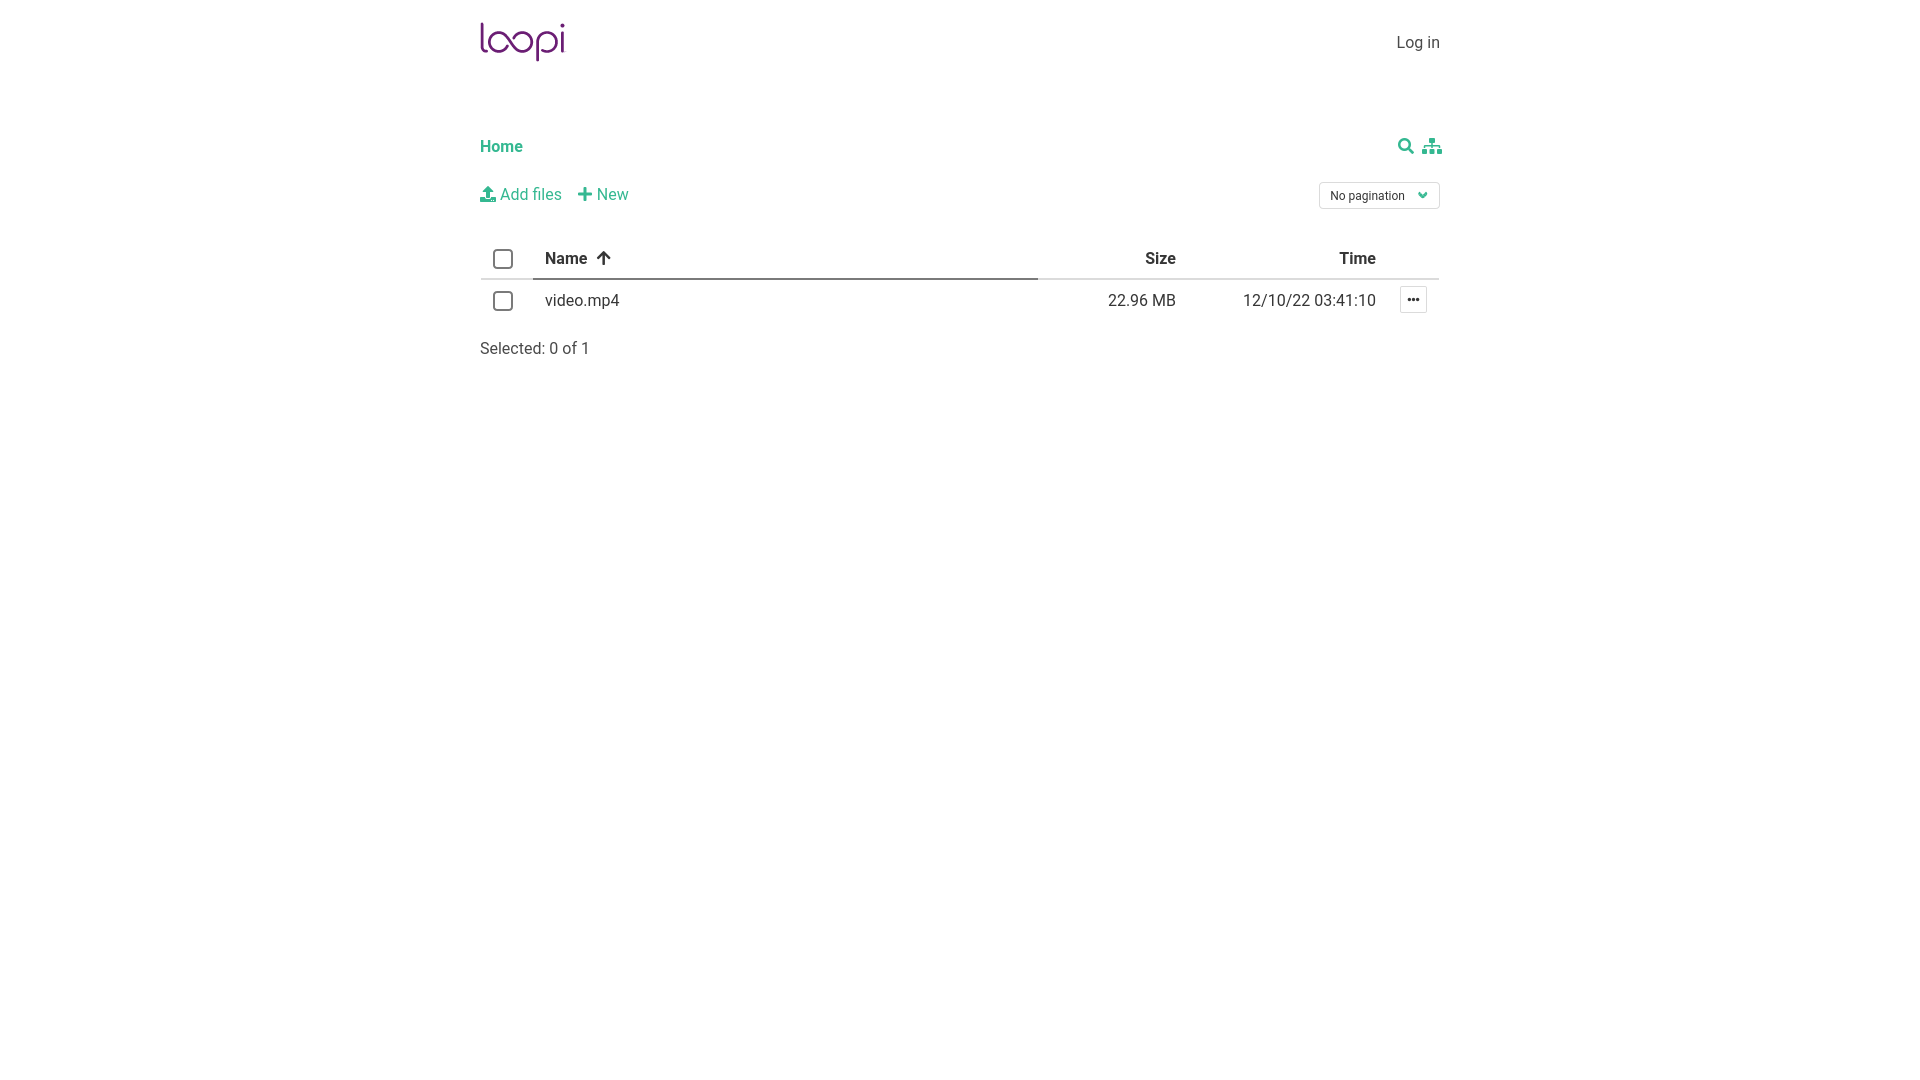 loopi
Log in
Home
Add files New
No pagination
Name Size Time
video.mp4 22.96 MB 12/10/22 03:41:10
Selected: 0 of 1